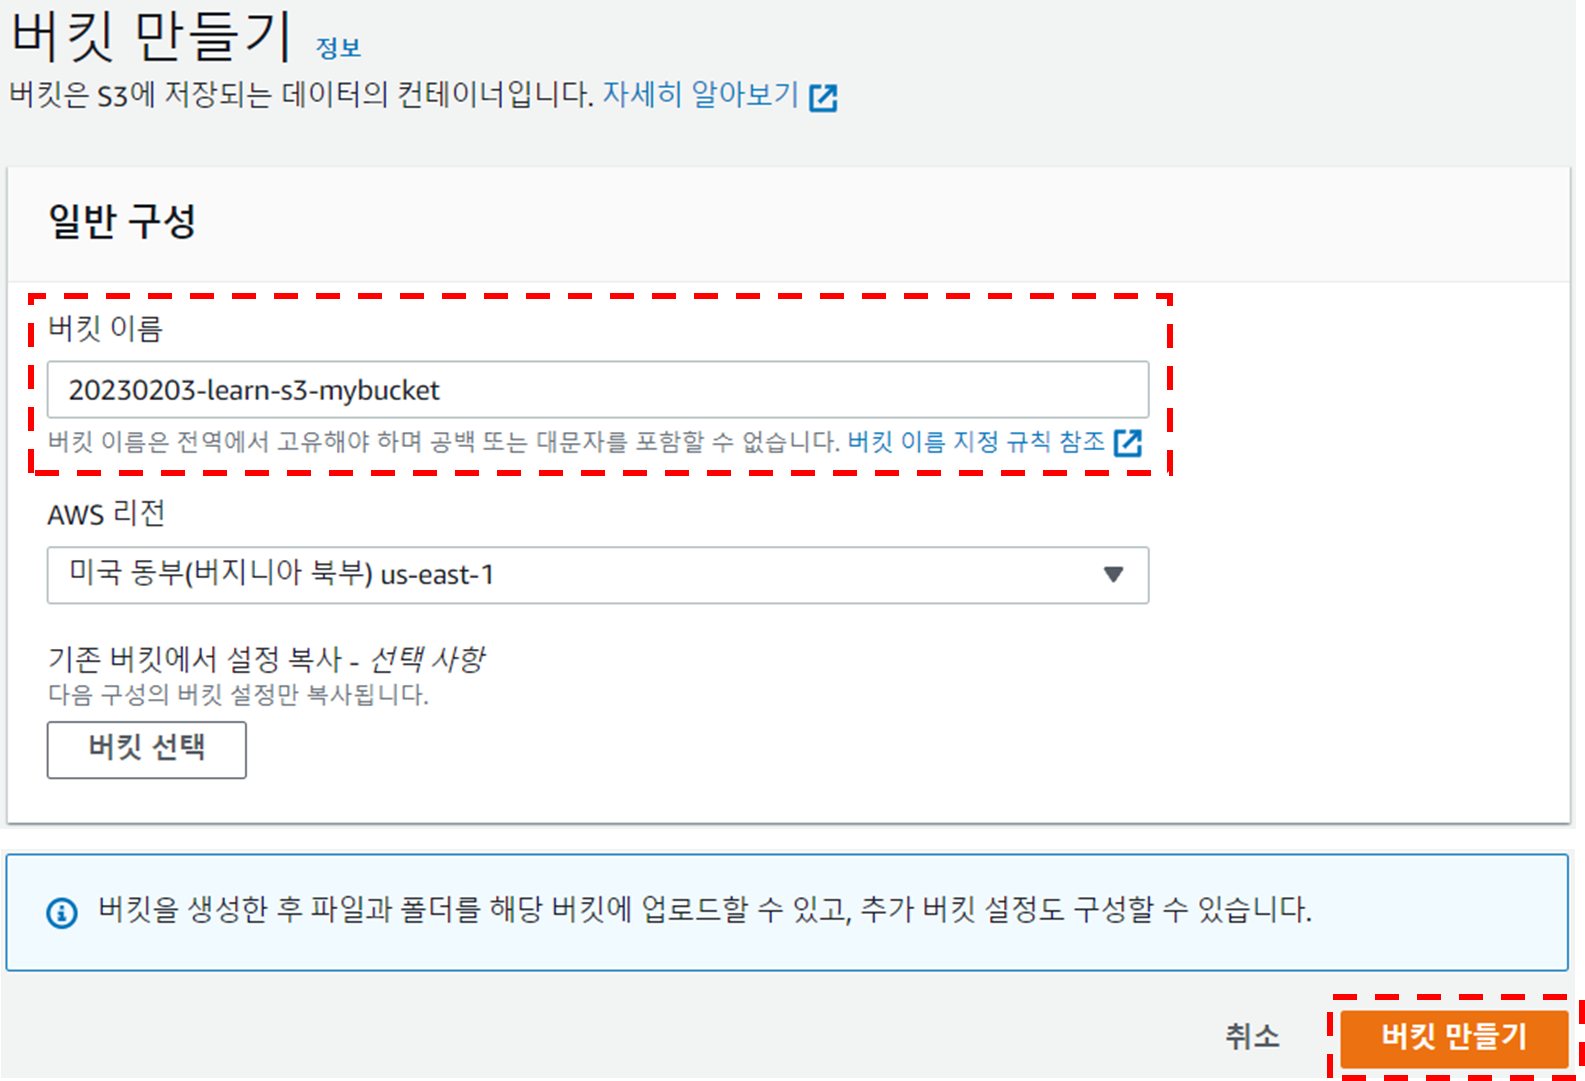 버킷 만들기 정보
버킷은 S3에 저장되는 데이터의 컨테이너입니다. 자세히 알아보기
일반 구성
버킷 이름
20230203-learn-s3-mybucket
버킷 이름은 전역에서 고유해야 하며 공백 또는 대문자를 포함할 수 없습니다. 버킷 이름 지정 규칙 참조
AWS 리전
미국 동부(버지니아 북부) us-east-1
기존 버킷에서 설정 복사 - 선택 사항
다음 구성의 버킷 설정만 복사됩니다.
버킷 선택
버킷을 생성한 후 파일과 폴더를 해당 버킷에 업로드할 수 있고, 추가 버킷 설정도 구성할 수 있습니다.
취소 버킷 만들기